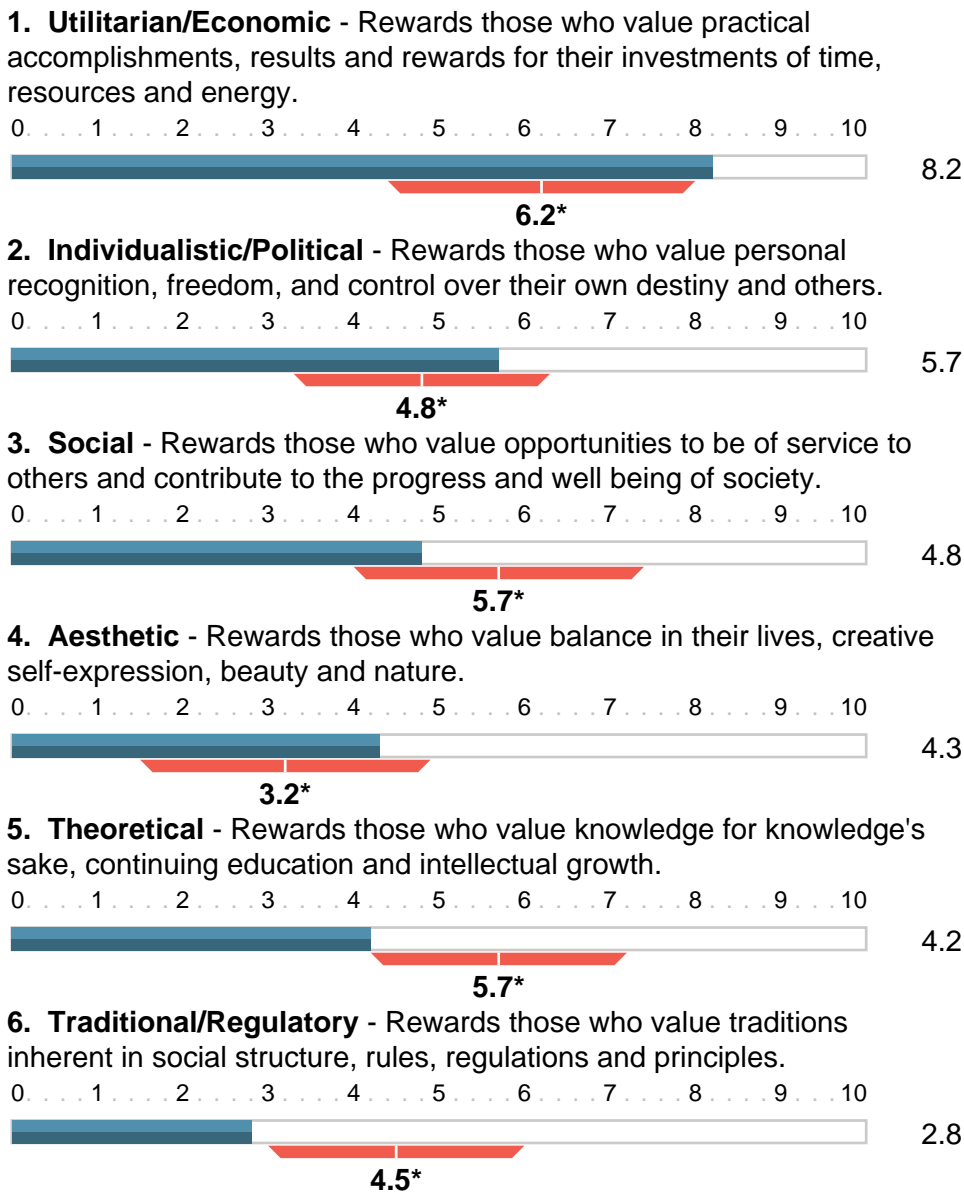 1. Utilitarian/Economic - Rewards those who value practical
accomplishments, results and rewards for their investments of time,
resources and energy.
0. . . . 1 . . . . 2 . . . . 3 . . . . 4 . . . . 5 . . . . 6 . . . . 7 . . . . 8 . . . . 9 . . . 10
8.2
6.2*
2. Individualistic/Political - Rewards those who value personal
recognition, freedom, and control over their own destiny and others.
0. . . . 1 . . . . 2 . . . . 3 . . . . 4 . . . . 5 . . . . 6 . . . . 7 . . . . 8 . . . . 9 . . . 10
5.7
4.8*
3. Social - Rewards those who value opportunities to be of service to
others and contribute to the progress and well being of society.
0. . . . 1 . . . . 2 . . . . 3 . . . . 4 . . . . 5 . . . . 6 . . . . 7 . . . . 8 . . . . 9 . . . 10
4.8
5.7*
4. Aesthetic - Rewards those who value balance in their lives, creative
self-expression, beauty and nature.
0. . . . 1 . . . . 2 . . . . 3 . . . . 4 . . . . 5 . . . . 6 . . . . 7 . . . . 8 . . . . 9 . . . 10
4.3
3.2*
5. Theoretical - Rewards those who value knowledge for knowledge's
sake, continuing education and intellectual growth.
0. . . . 1 . . . . 2 . . . . 3 . . . . 4 . . . . 5 . . . . 6 . . . . 7 . . . . 8 . . . . 9 . . . 10
4.2
5.7*
6. Traditional/Regulatory - Rewards those who value traditions
inherent in social structure, rules, regulations and principles.
0. . . . 1 . . . . 2 . . . . 3 . . . . 4 . . . . 5 . . . . 6 . . . . 7 . . . . 8 . . . . 9 . . . 10
2.8
4.5*